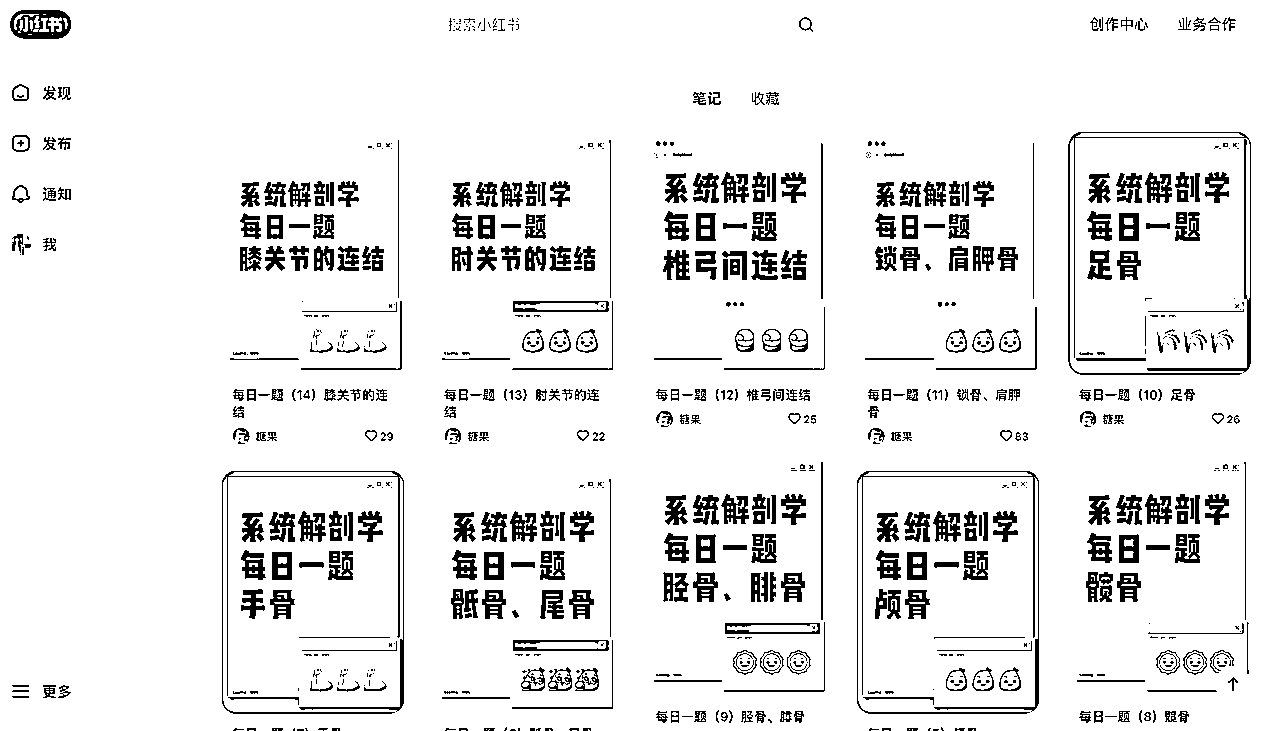 小红书
搜索小红书
创作中心
业务合作
发现
发布
通知
我
更多
笔记
收藏
系统解剖学
每日一题
膝关节的连结
每日一题（14）膝关节的连
结
糖果
29
系统解剖学
每日一题
肘关节的连结
每日一题（13）肘关节的连
结
糖果
22
系统解剖学
每日一题
椎弓间连结
每日一题（12）椎弓间连结
糖果
25
系统解剖学
每日一题
锁骨、肩胛骨
每日一题（11）锁骨、肩胛
骨
糖果
83
系统解剖学
每日一题
足骨
每日一题（10）足骨
糖果
26
系统解剖学
每日一题
手骨
系统解剖学
每日一题
骶骨、尾骨
系统解剖学
每日一题
胫骨、腓骨
每日一题（9）胫骨、腓骨
系统解剖学
每日一题
颅骨
系统解剖学
每日一题
髋骨
每日一题（8）髋骨